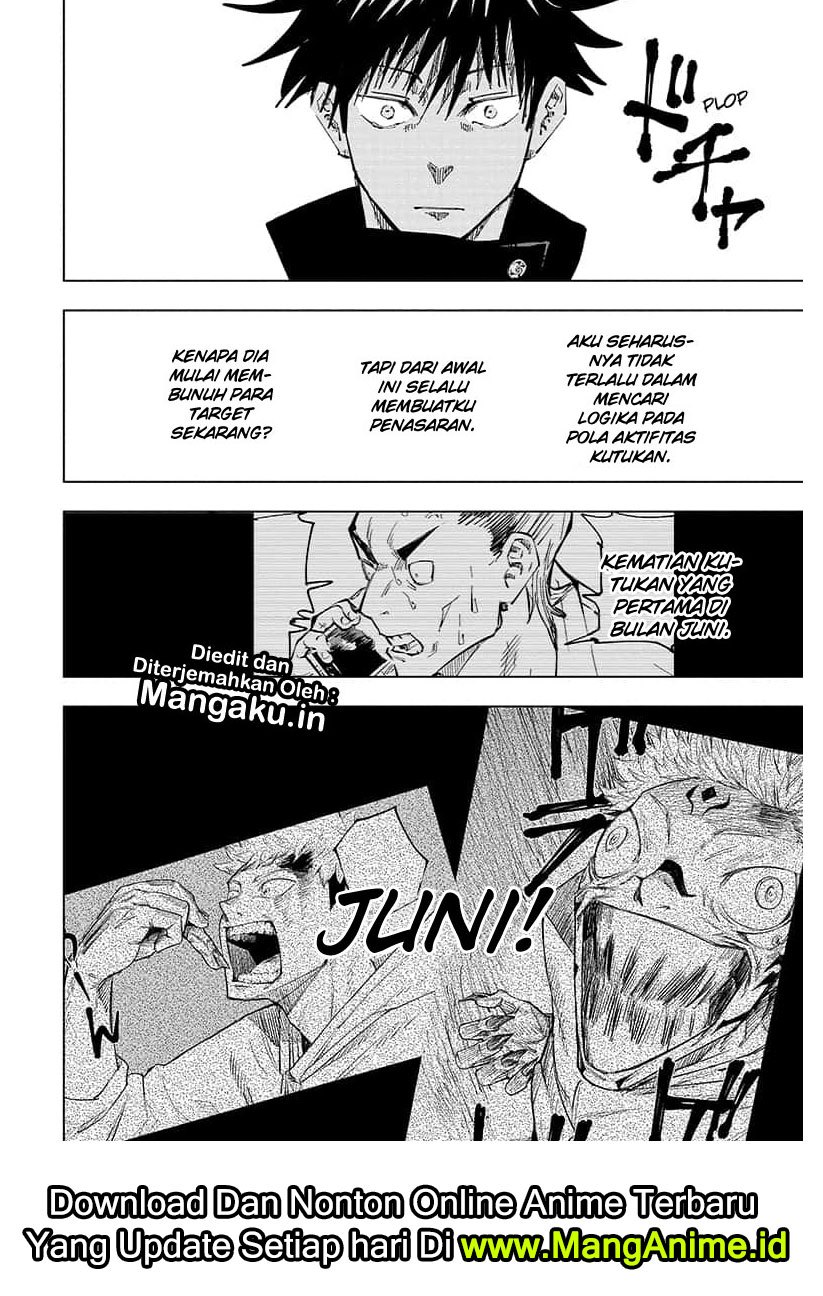 ドチャ
PLOP
AKU SEHARUS-
NYA TIDAK
TERLALU DALAM
MENCARI
LOGIKA PADA
POLA AKTIFITAS
KUTUKAN.
TAPI DARI AWAL
INI SELALU
MEMBUATKU
PENASARAN.
KENAPA DIA
MULAI MEM-
BUNUH PARA
TARGET
SEKARANG?
KEMATIAN KU-
TUKAN YANG
PERTAMA DI
BULAN JUNI.
Diedit dan
Diterjemahkan Oleh :
Mangaku.in
JUNI!
Download Dan Nonton Online Anime Terbaru
Yang Update Setiap hari Di www.MangAnime.id